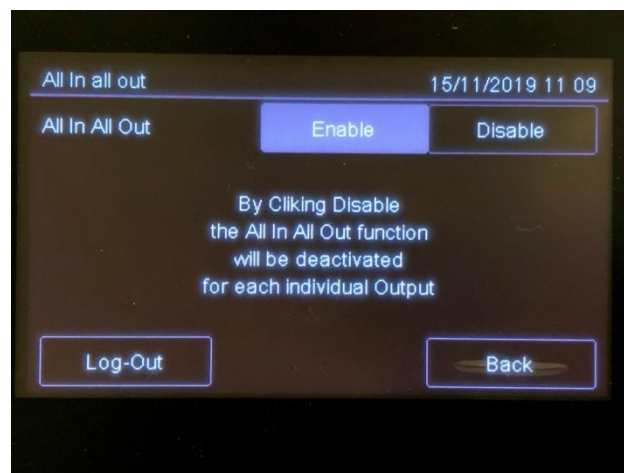 All In all out 15/11/2019 11 09
All In All Out Enable Disable
By Cliking Disable
the All In All Out function
will be deactivated
for each individual Output
Log-Out Back